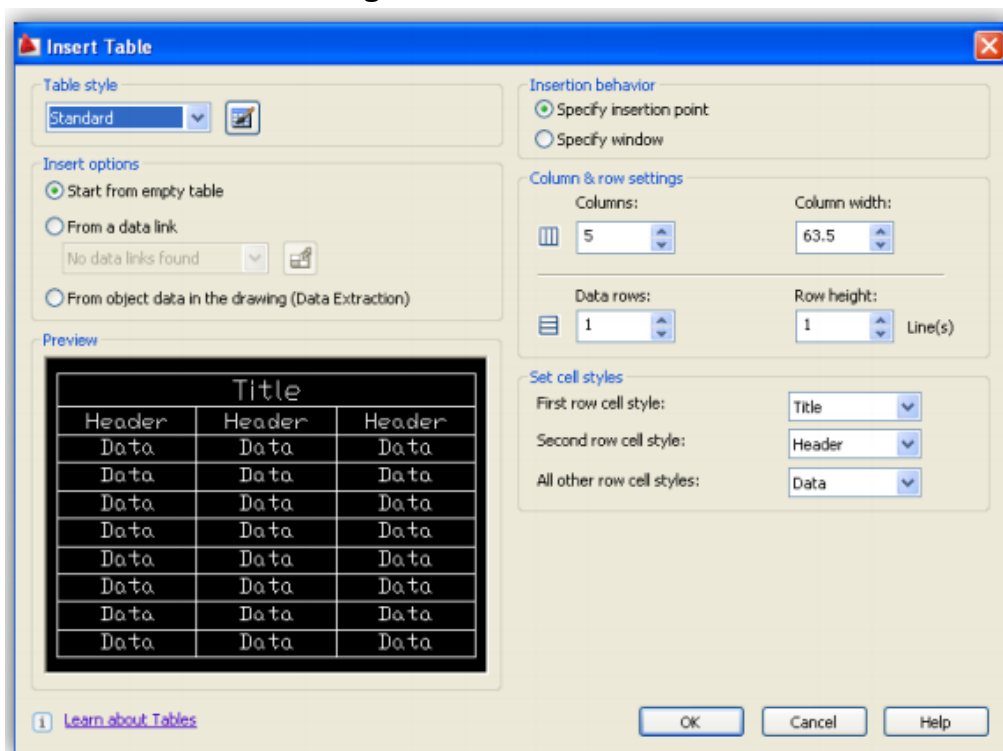 Insert Table
Table style
Standard
Insert options
Start from empty table
From a data link
No data links found
From object data in the drawing (Data Extraction)
Preview
Title
Header Header Header
Data Data Data
Data Data Data
Data Data Data
Data Data Data
Data Data Data
Data Data Data
Data Data Data
Data Data Data
Insertion behavior
Specify insertion point
Specify window
Column & row settings
Columns: Column width:
5 63.5
Data rows: Row height:
1 1 Line(s)
Set cell styles
First row cell style: Title
Second row cell style: Header
All other row cell styles: Data
Learn about Tables
OK Cancel Help